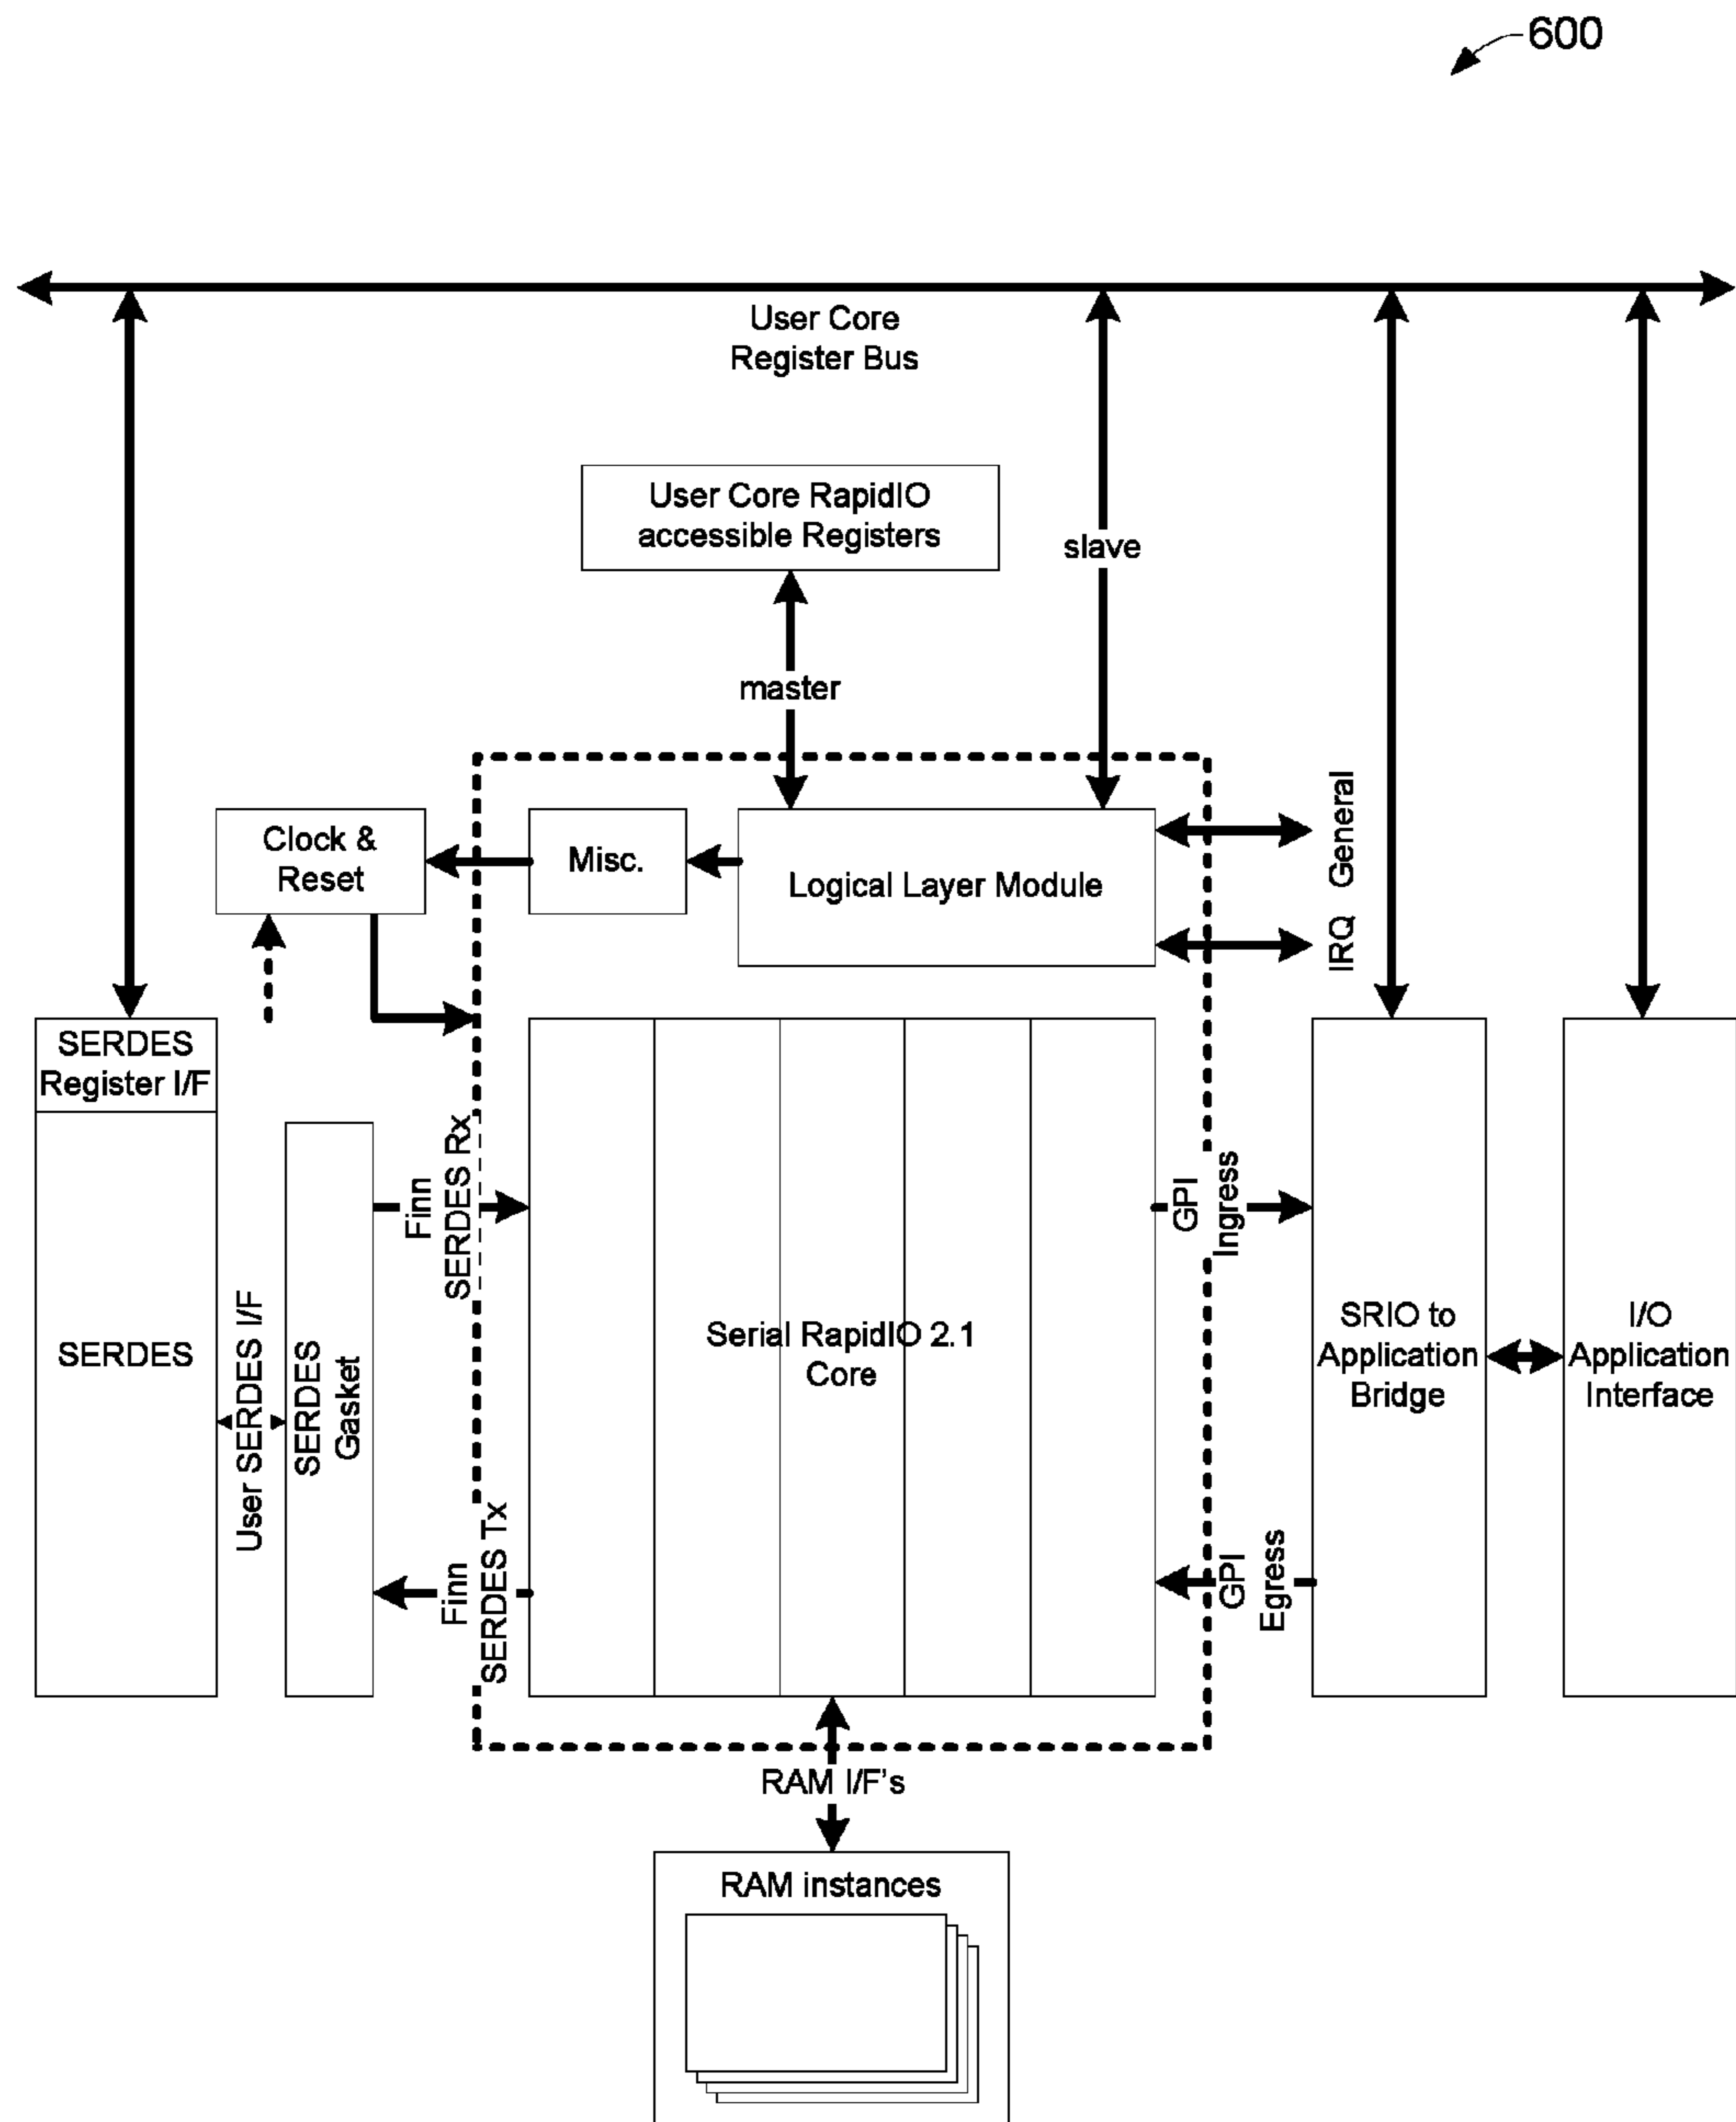 600
User Core
Register Bus
User Core RapidIO
accessible Registers
slave
master
Clock &
Reset
Misc.
Logical Layer Module
General
IRQ
SERDES
Register I/F
SERDES
User SERDES I/F
SERDES
Gasket
Finn
SERDES Rx
Finn
SERDES Tx
Serial RapidIO 2.1
Core
GPI
Ingress
GPI
Egress
SRIO to
Application
Bridge
I/O
Application
Interface
RAM I/F's
RAM instances